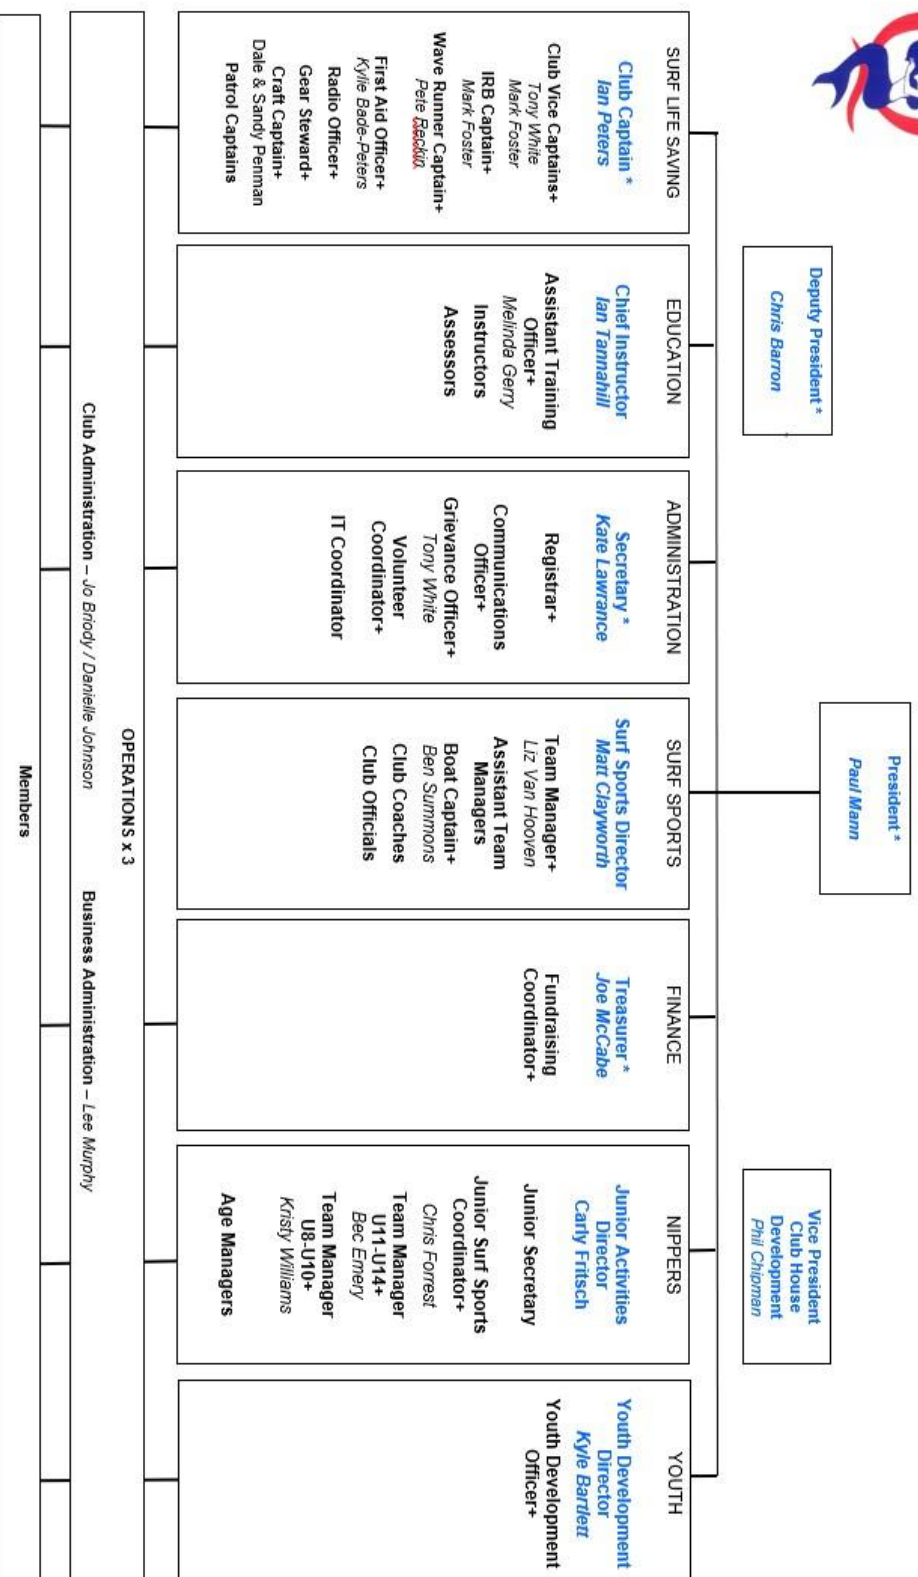 President *
Paul Mann
Deputy President *
Chris Barron
Vice President
Club House
Development
Phil Chipman
SURF LIFE SAVING
Club Captain *
Ian Peters
Club Vice Captains+
Tony White
Mark Foster
IRB Captain+
Mark Foster
Wave Runner Captain+
Pete Reckin
First Aid Officer+
Kylie Bade-Peters
Radio Officer+
Gear Steward+
Craft Captain+
Dale & Sandy Penman
Patrol Captains
EDUCATION
Chief Instructor
Ian Tannahill
Assistant Training
Officer+
Melinda Gerry
Instructors
Assessors
ADMINISTRATION
Secretary *
Kate Lawrance
Registrar+
Communications
Officer+
Grievance Officer+
Tony White
Volunteer
Coordinator+
IT Coordinator
SURF SPORTS
Surf Sports Director
Matt Clayworth
Team Manager+
Liz Van Hooven
Assistant Team
Managers
Boat Captain+
Ben Summons
Club Coaches
Club Officials
FINANCE
Treasurer *
Joe McCabe
Fundraising
Coordinator+
NIPPERS
Junior Activities
Director
Carly Fritsch
Junior Secretary
Junior Surf Sports
Coordinator+
Chris Forrest
Team Manager
U11-U14+
Bec Emery
Team Manager
U8-U10+
Kristy Williams
Age Managers
YOUTH
Youth Development
Director
Kyle Bartlett
Youth Development
Officer+
OPERATIONS x 3
Club Administration – Jo Briody / Danielle Johnson Business Administration – Lee Murphy
Members